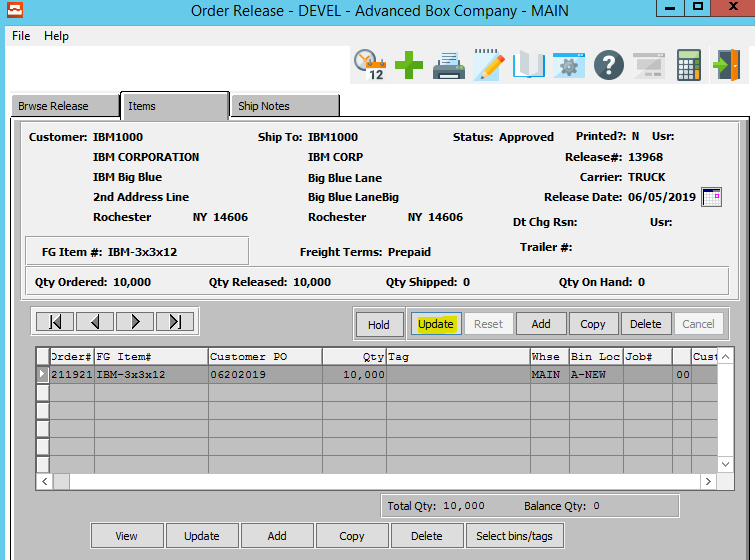 Order Release - DEVEL - Advanced Box Company - MAIN
File Help
12
Brwse Release Items Ship Notes
Customer: IBM1000 Ship To: IBM1000 Status: Approved Printed?: N Usr:
IBM CORPORATION IBM CORP Release#: 13968
IBM Big Blue Big Blue Lane Carrier: TRUCK
2nd Address Line Big Blue LaneBig Release Date: 06/05/2019
Rochester NY 14606 Rochester NY 14606 Dt Chg Rsn: Usr:
FG Item #: IBM-3x3x12 Freight Terms: Prepaid Trailer #:
Qty Ordered: 10,000 Qty Released: 10,000 Qty Shipped: 0 Qty On Hand: 0
Hold Update Reset Add Copy Delete Cancel
Order# FG Item# Customer PO Qty Tag Whse Bin Loc Job# Cust
211921 IBM-3x3x12 06202019 10,000 MAIN A-NEW 00
Total Qty: 10,000 Balance Qty: 0
View Update Add Copy Delete Select bins/tags